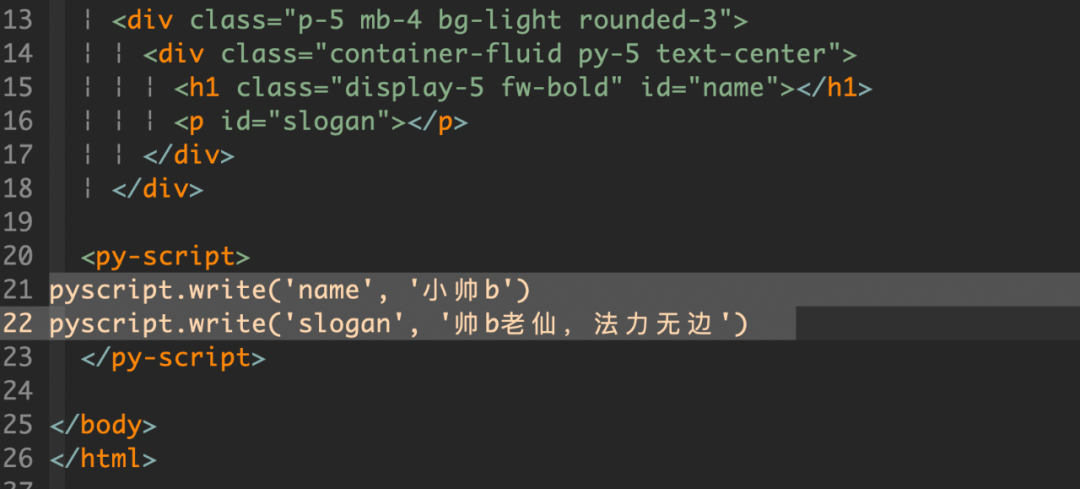 13 <div class="p-5 mb-4 bg-light rounded-3">
14 <div class="container-fluid py-5 text-center">
15 <h1 class="display-5 fw-bold" id="name"></h1>
16 <p id="slogan"></p>
17 </div>
18 </div>
19
20 <py-script>
21 pyscript.write('name', '小帅b')
22 pyscript.write('slogan', '帅b老仙, 法力无边')
23 </py-script>
24
25 </body>
26 </html>
27